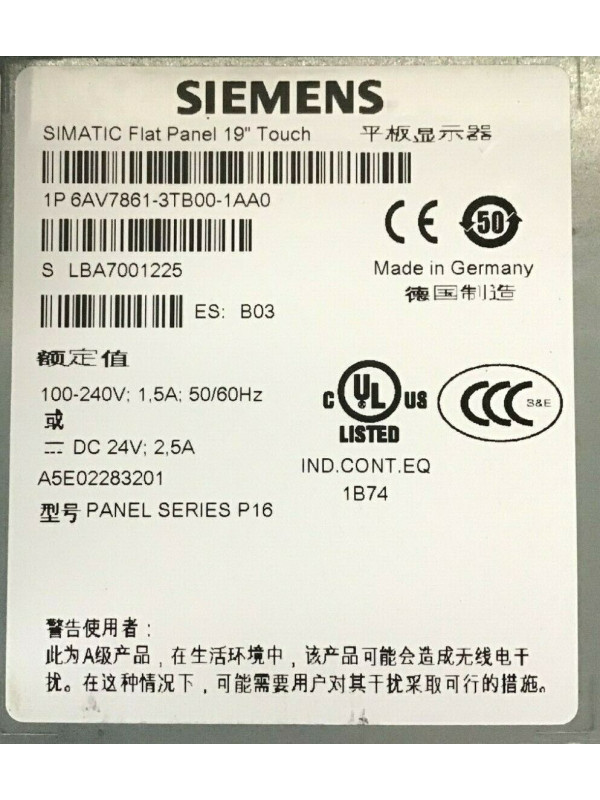 SIEMENS
SIMATIC Flat Panel 19" Touch 平板显示器
1P 6AV7861-3TB00-1AA0
CE 50
S LBA7001225
Made in Germany
德国制造
ES: B03
额定值
100-240V; 1,5A; 50/60Hz
或
DC 24V; 2,5A
A5E02283201
型号 PANEL SERIES P16
C UL US
LISTED
IND.CONT.EQ
1B74
CCC S&E
警告使用者：
此为A级产品，在生活环境中，该产品可能会造成无线电干
扰。在这种情况下，可能需要用户对其干扰采取可行的措施。